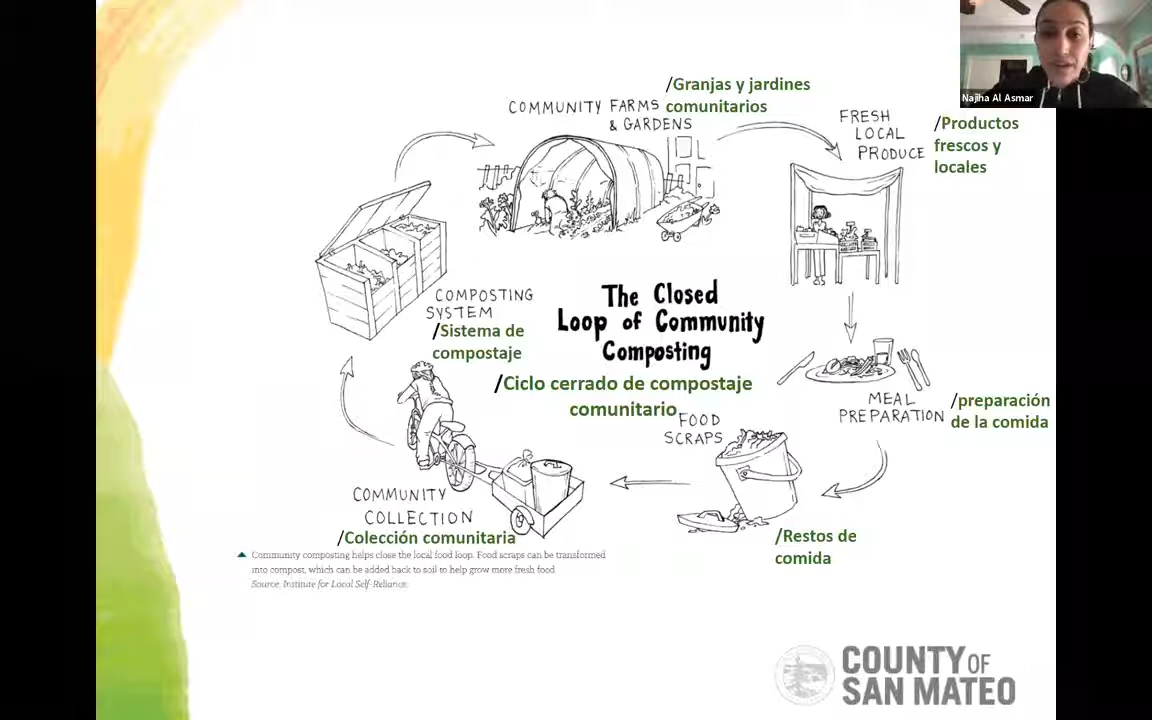 Najiha Al Asmar
COMMUNITY FARMS
& GARDENS
/Granjas y jardines
comunitarios
FRESH
LOCAL
PRODUCE
/Productos
frescos y
locales
COMPOSTING
SYSTEM
/Sistema de
compostaje
The Closed
Loop of Community
Composting
/Ciclo cerrado de compostaje
comunitario
MEAL
PREPARATION
/preparación
de la comida
FOOD
SCRAPS
/Restos de
comida
COMMUNITY
COLLECTION
/Colección comunitaria
Community composting helps close the local food loop. Food scraps can be transformed
into compost, which can be added back to soil to help grow more fresh food
Source, Institute for Local Self-Reliance.
COUNTY OF
SAN MATEO